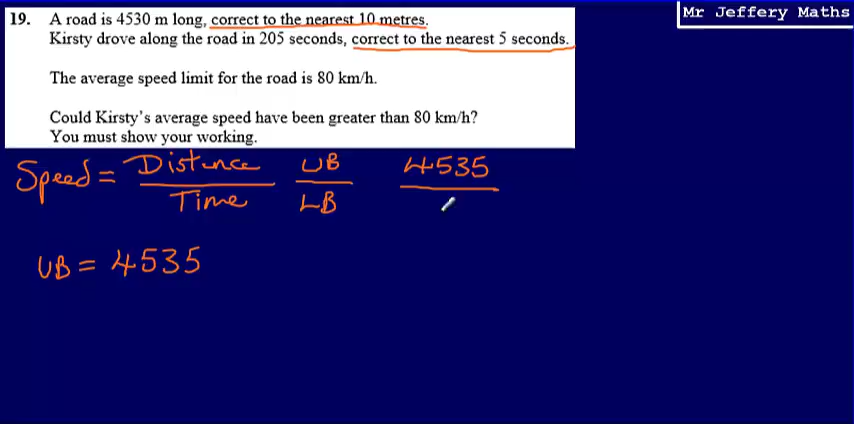 Mr Jeffery Maths
19. A road is 4530 m long, correct to the nearest 10 metres.
Kirsty drove along the road in 205 seconds, correct to the nearest 5 seconds.
The average speed limit for the road is 80 km/h.
Could Kirsty's average speed have been greater than 80 km/h?
You must show your working.
Speed = Distance / Time UB / LB 4535
UB = 4535